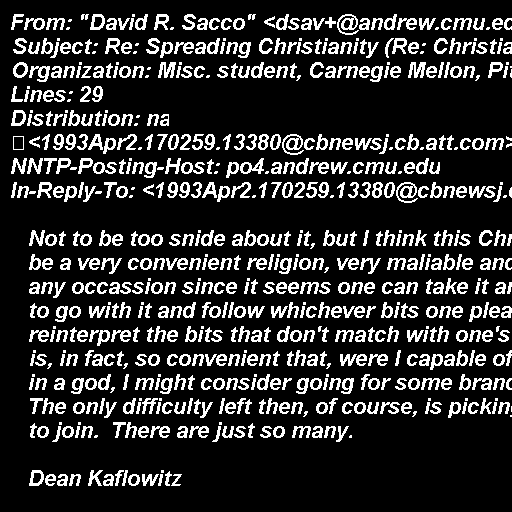 From: "David R. Sacco" <dsav+@andrew.cmu.ed
Subject: Re: Spreading Christianity (Re: Christia
Organization: Misc. student, Carnegie Mellon, Pit
Lines: 29
Distribution: na
<1993Apr2.170259.13380@cbnewsj.cb.att.com>
NNTP-Posting-Host: po4.andrew.cmu.edu
In-Reply-To: <1993Apr2.170259.13380@cbnewsj.c
Not to be too snide about it, but I think this Chr
be a very convenient religion, very maliable and
any occassion since it seems one can take it an
to go with it and follow whichever bits one plea
reinterpret the bits that don't match with one's
is, in fact, so convenient that, were I capable of
in a god, I might consider going for some brand
The only difficulty left then, of course, is picking
to join.  There are just so many.
Dean Kaflowitz